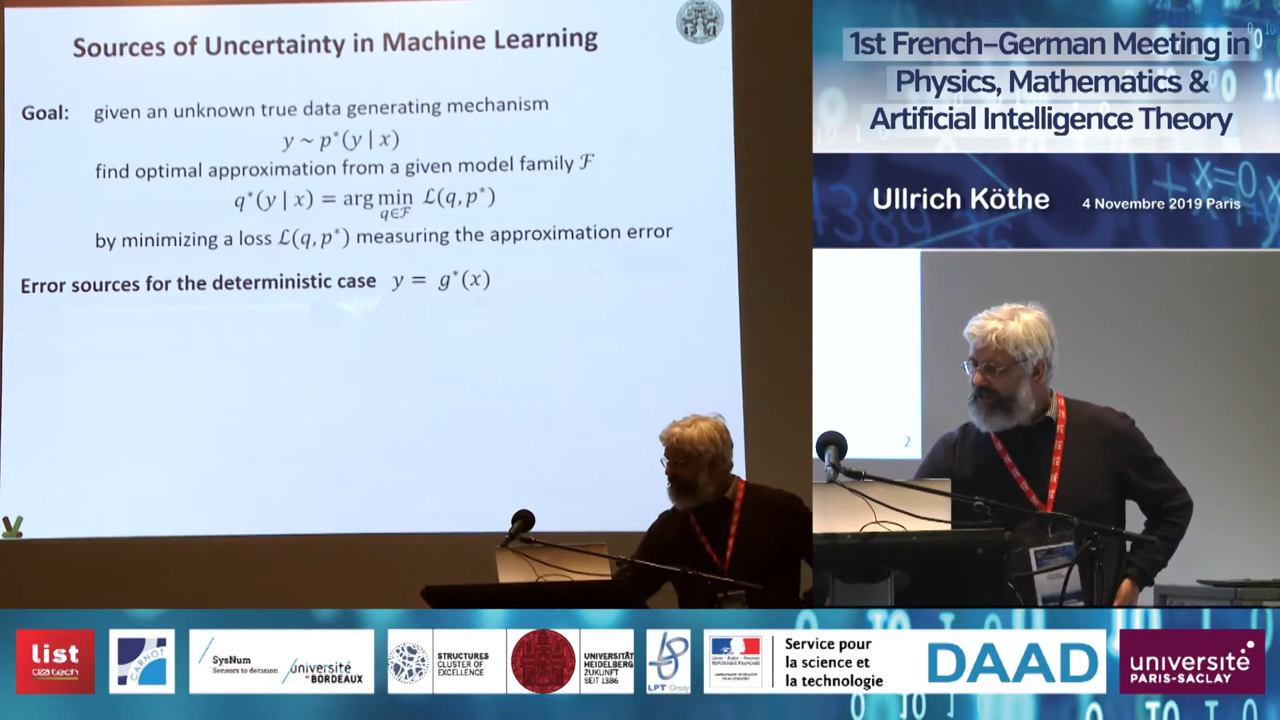 Sources of Uncertainty in Machine Learning
Goal: given an unknown true data generating mechanism
y ~ p*(y | x)
find optimal approximation from a given model family ℱ
q*(y | x) = arg min q∈ℱ ℒ(q, p*)
by minimizing a loss ℒ(q, p*) measuring the approximation error
Error sources for the deterministic case y = g*(x)
1st French–German Meeting in
Physics, Mathematics &
Artificial Intelligence Theory
Ullrich Köthe 4 Novembre 2019 Paris
2
list
ceatech
CARNOT
SysNum
Sensors to decision
université
de BORDEAUX
STRUCTURES
CLUSTER OF
EXCELLENCE
UNIVERSITÄT
HEIDELBERG
ZUKUNFT
SEIT 1386
LPT Orsay
Service pour
la science et
la technologie
DAAD
université
PARIS-SACLAY